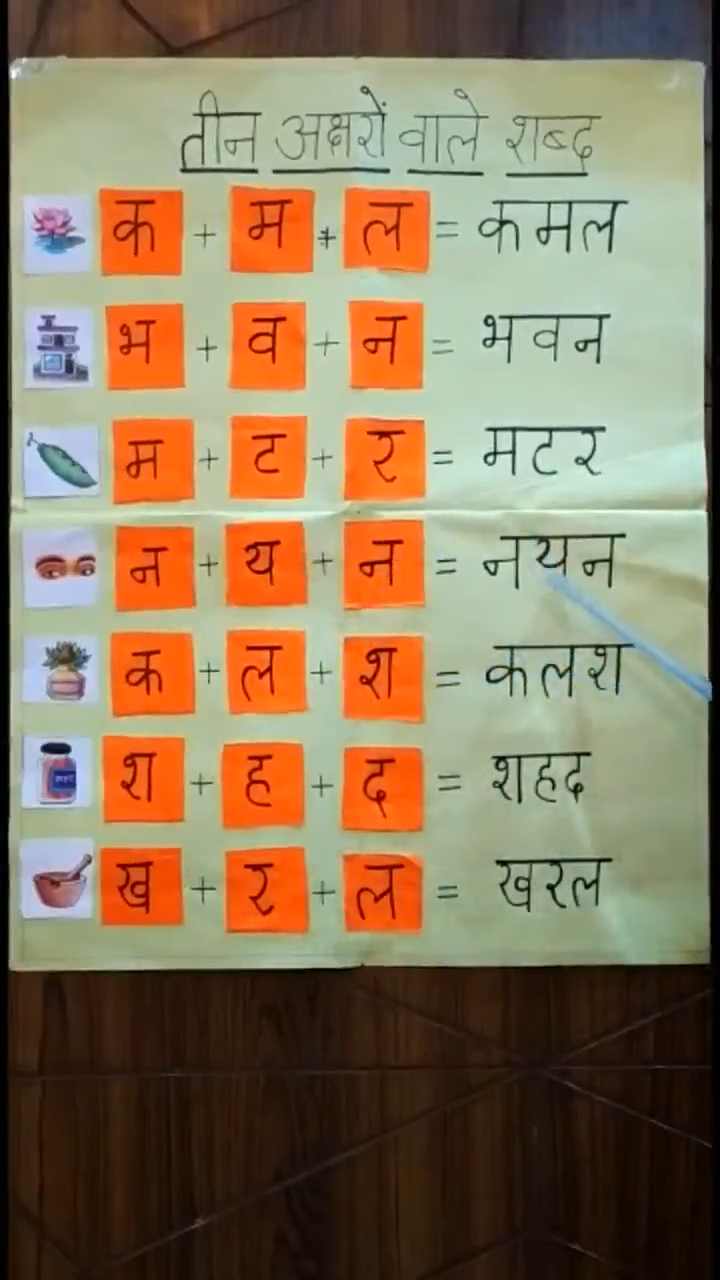 तीन अक्षरों वाले शब्द
क + म + ल = कमल
भ + व + न = भवन
म + ट + र = मटर
न + य + न = नयन
क + ल + श = कलश
श + ह + द = शहद
ख + र + ल = खरल